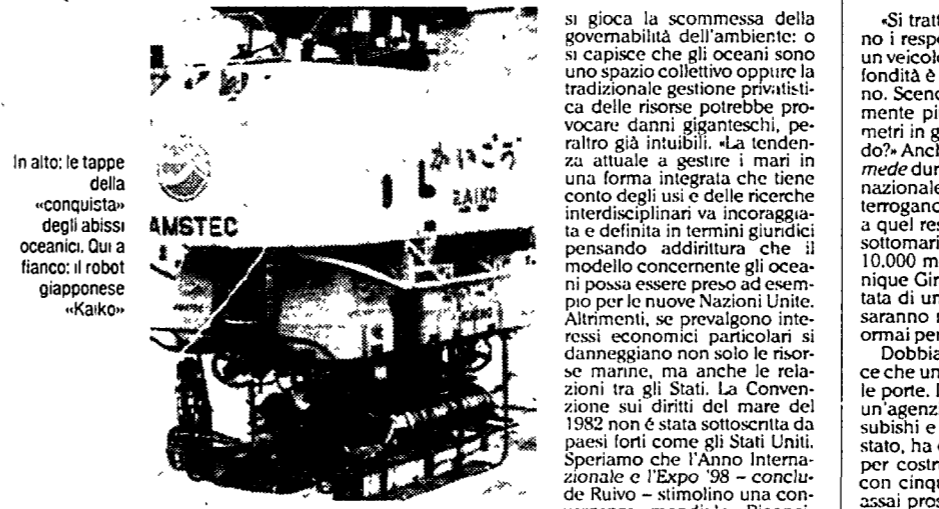 In alto: le tappe
della
«conquista»
degli abissi
oceanici. Qui a
fianco: il robot
giapponese
«Kaiko»
かいこう
KAIKO
AMSTEC
si gioca la scommessa della
governabilità dell'ambiente: o
si capisce che gli oceani sono
uno spazio collettivo oppure la
tradizionale gestione privatisti-
ca delle risorse potrebbe pro-
vocare danni giganteschi, pe-
raltro già intuibili. «La tenden-
za attuale a gestire i mari in
una forma integrata che tiene
conto degli usi e delle ricerche
interdisciplinari va incoraggia-
ta e definita in termini giuridici
pensando addirittura che il
modello concernente gli ocea-
ni possa essere preso ad esem-
pio per le nuove Nazioni Unite.
Altrimenti, se prevalgono inte-
ressi economici particolari si
danneggiano non solo le risor-
se marine, ma anche le rela-
zioni tra gli Stati. La Conven-
zione sui diritti del mare del
1982 non é stata sottoscritta da
paesi forti come gli Stati Uniti.
Speriamo che l'Anno Interna-
zionale e l'Expo '98 – conclu-
de Ruivo – stimolino una con-
«Si tratt
no i respo
un veicolo
fondità è
no. Scend
mente pi
metri in g
do?» Anch
mede dur
nazionale
terrogano
a quel res
sottomari
10.000 m
nique Gir
tata di un
saranno n
ormai per
Dobbia
ce che un
le porte. I
un'agenz
subishi e
stato, ha
per costr
con cinqu
assai pros